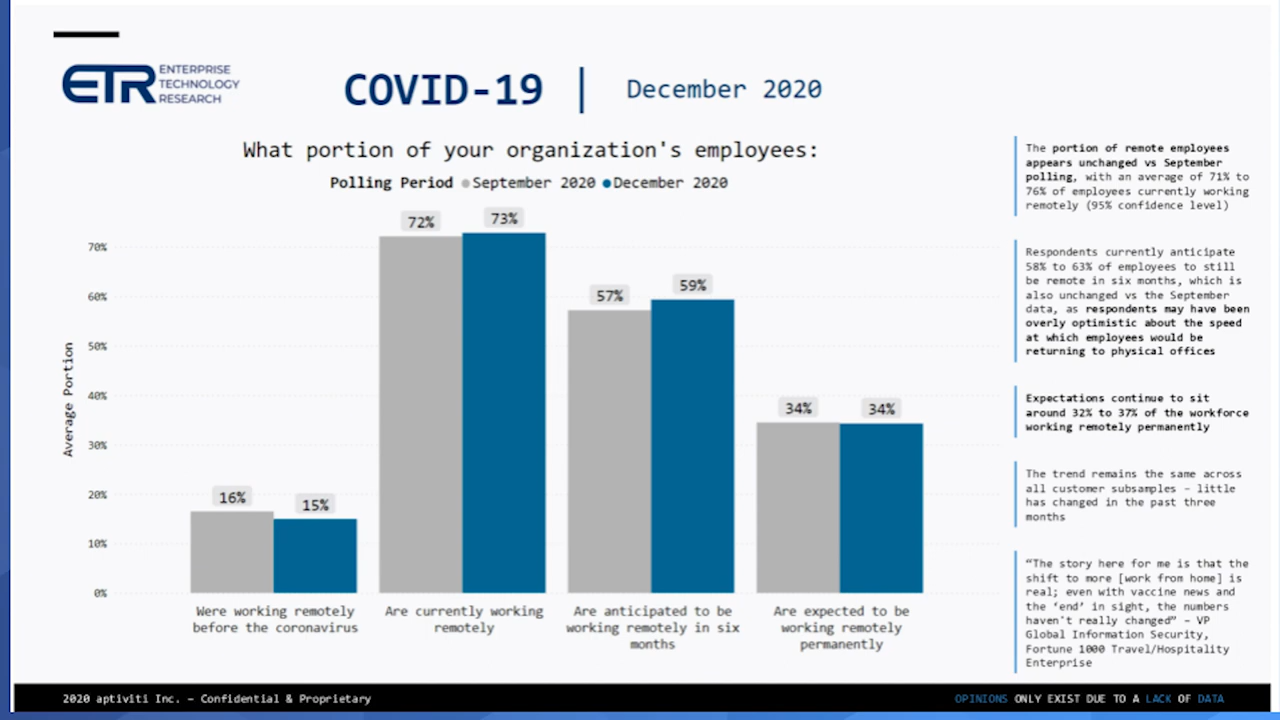 ETR ENTERPRISE
TECHNOLOGY
RESEARCH
COVID-19 | December 2020
What portion of your organization's employees:
Polling Period September 2020 December 2020
72%
73%
57%
59%
34%
34%
16%
15%
Average Portion
70%
60%
50%
40%
30%
20%
10%
0%
Were working remotely
before the coronavirus
Are currently working
remotely
Are anticipated to be
working remotely in six
months
Are expected to be
working remotely
permanently
The portion of remote employees
appears unchanged vs September
polling, with an average of 71% to
76% of employees currently working
remotely (95% confidence level)
Respondents currently anticipate
58% to 63% of employees to still
be remote in six months, which is
also unchanged vs the September
data, as respondents may have been
overly optimistic about the speed
at which employees would be
returning to physical offices
Expectations continue to sit
around 32% to 37% of the workforce
working remotely permanently
The trend remains the same across
all customer subsamples – little
has changed in the past three
months
“The story here for me is that the
shift to more [work from home] is
real; even with vaccine news and
the ‘end’ in sight, the numbers
haven't really changed” – VP
Global Information Security,
Fortune 1000 Travel/Hospitality
Enterprise
2020 aptiviti Inc. – Confidential & Proprietary
OPINIONS ONLY EXIST DUE TO A LACK OF DATA